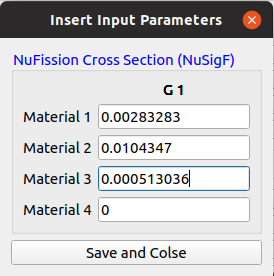 Insert Input Parameters
NuFission Cross Section (NuSigF)
G 1
Material 1 0.00283283
Material 2 0.0104347
Material 3 0.000513036
Material 4 0
Save and Colse